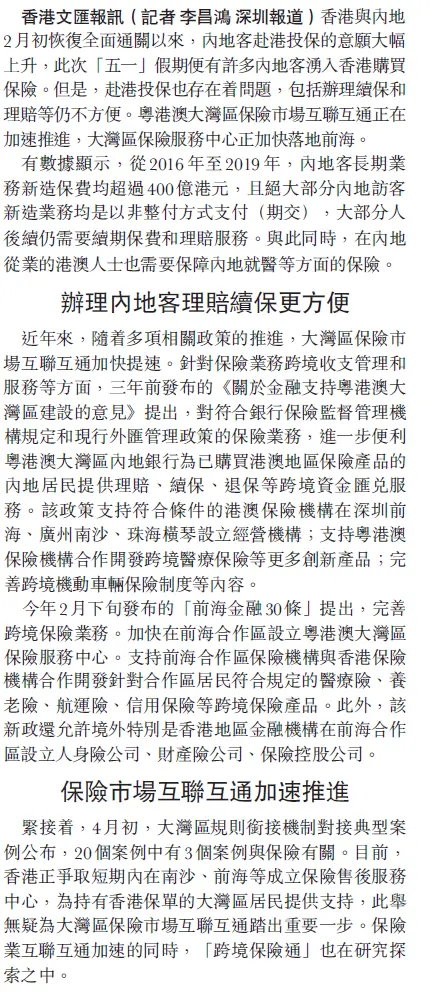 香港文匯報訊（記者 李昌鴻 深圳報道）香港與內地
2月初恢復全面通關以來，內地客赴港投保的意願大幅
上升，此次「五一」假期便有許多內地客湧入香港購買
保險。但是，赴港投保也存在着問題，包括辦理續保和
理賠等仍不方便。粵港澳大灣區保險市場互聯互通正在
加速推進，大灣區保險服務中心正加快落地前海。
有數據顯示，從2016年至2019年，內地客長期業
務新造保費均超過400億港元，且絕大部分內地訪客
新造業務均是以非整付方式支付（期交），大部分人
後續仍需要續期保費和理賠服務。與此同時，在內地
從業的港澳人士也需要保障內地就醫等方面的保險。
辦理內地客理賠續保更方便
近年來，隨着多項相關政策的推進，大灣區保險市
場互聯互通加快提速。針對保險業務跨境收支管理和
服務等方面，三年前發布的《關於金融支持粵港澳大
灣區建設的意見》提出，對符合銀行保險監督管理機
構規定和現行外匯管理政策的保險業務，進一步便利
粵港澳大灣區內地銀行為已購買港澳地區保險產品的
內地居民提供理賠、續保、退保等跨境資金匯兌服
務。該政策支持符合條件的港澳保險機構在深圳前
海、廣州南沙、珠海橫琴設立經營機構；支持粵港澳
保險機構合作開發跨境醫療保險等更多創新產品；完
善跨境機動車輛保險制度等內容。
今年2月下旬發布的「前海金融30條」提出，完善
跨境保險業務。加快在前海合作區設立粵港澳大灣區
保險服務中心。支持前海合作區保險機構與香港保險
機構合作開發針對合作區居民符合規定的醫療險、養
老險、航運險、信用保險等跨境保險產品。此外，該
新政還允許境外特別是香港地區金融機構在前海合作
區設立人身險公司、財產險公司、保險控股公司。
保險市場互聯互通加速推進
緊接着，4月初，大灣區規則銜接機制對接典型案
例公布，20個案例中有3個案例與保險有關。目前，
香港正爭取短期內在南沙、前海等成立保險售後服務
中心，為持有香港保單的大灣區居民提供支持，此舉
無疑為大灣區保險市場互聯互通踏出重要一步。保險
業互聯互通加速的同時，「跨境保險通」也在研究探
索之中。